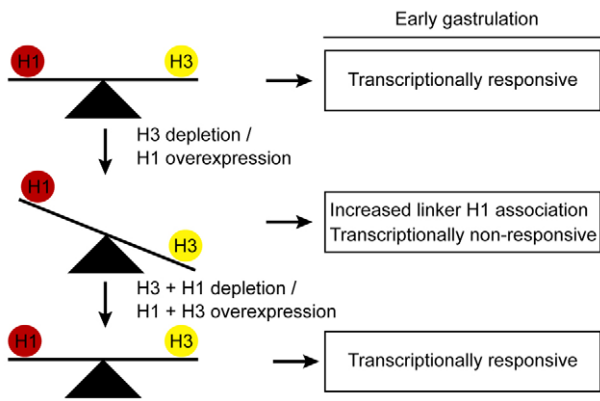 Early gastrulation
H1
H3
Transcriptionally responsive
H3 depletion /
H1 overexpression
H1
H3
Increased linker H1 association
Transcriptionally non-responsive
H3 + H1 depletion /
H1 + H3 overexpression
H1
H3
Transcriptionally responsive